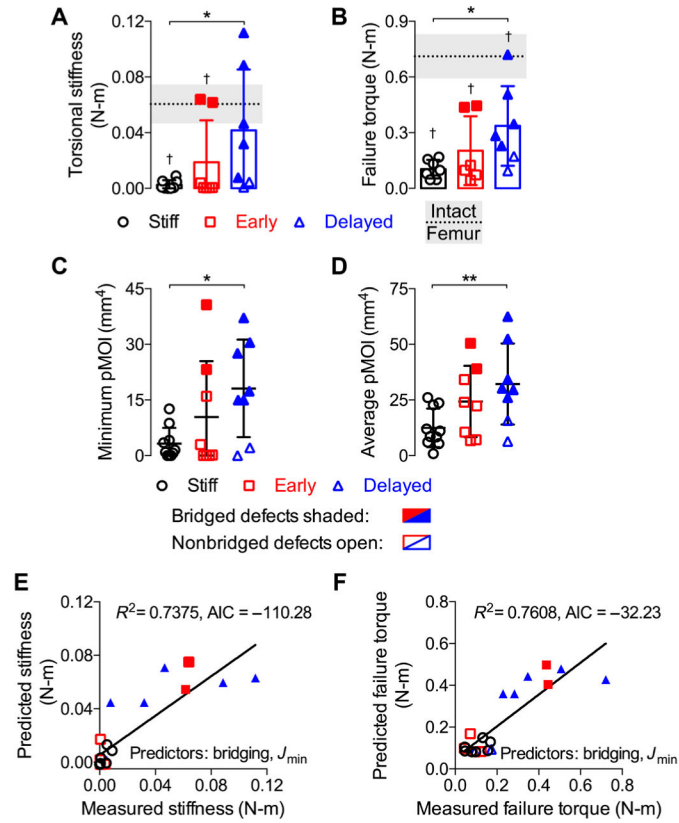 A
Torsional stiffness
(N-m)
0.12
0.08
0.04
0.00
*
†
†
B
Failure torque (N-m)
0.9
0.6
0.3
0.0
*
†
†
†
Stiff
Early
Delayed
Intact
Femur
C
Minimum pMOI (mm4)
45
30
15
0
*
D
Average pMOI (mm4)
75
50
25
0
**
Stiff
Early
Delayed
Bridged defects shaded:
Nonbridged defects open:
E
Predicted stiffness
(N-m)
0.12
0.08
0.04
0.00
R2= 0.7375, AIC = −110.28
Predictors: bridging, Jmin
0.00
0.04
0.08
0.12
Measured stiffness (N-m)
F
Predicted failure torque
(N-m)
0.8
0.6
0.4
0.2
0.0
R2= 0.7608, AIC = −32.23
Predictors: bridging, Jmin
0.0
0.2
0.4
0.6
0.8
Measured failure torque (N-m)